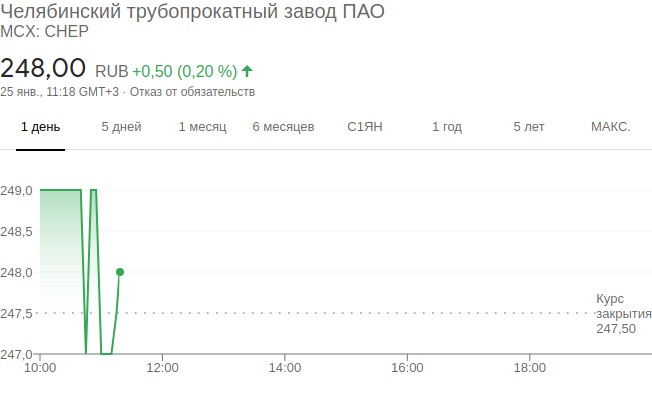 Челябинский трубопрокатный завод ПАО
MCX: CHEP
248,00 RUB +0,50 (0,20 %)
25 янв., 11:18 GMT+3 · Отказ от обязательств
1 день 5 дней 1 месяц 6 месяцев С1ЯН 1 год 5 лет МАКС.
249,0
248,5
248,0
247,5
247,0
Курс
закрытия
247,50
10:00 12:00 14:00 16:00 18:00